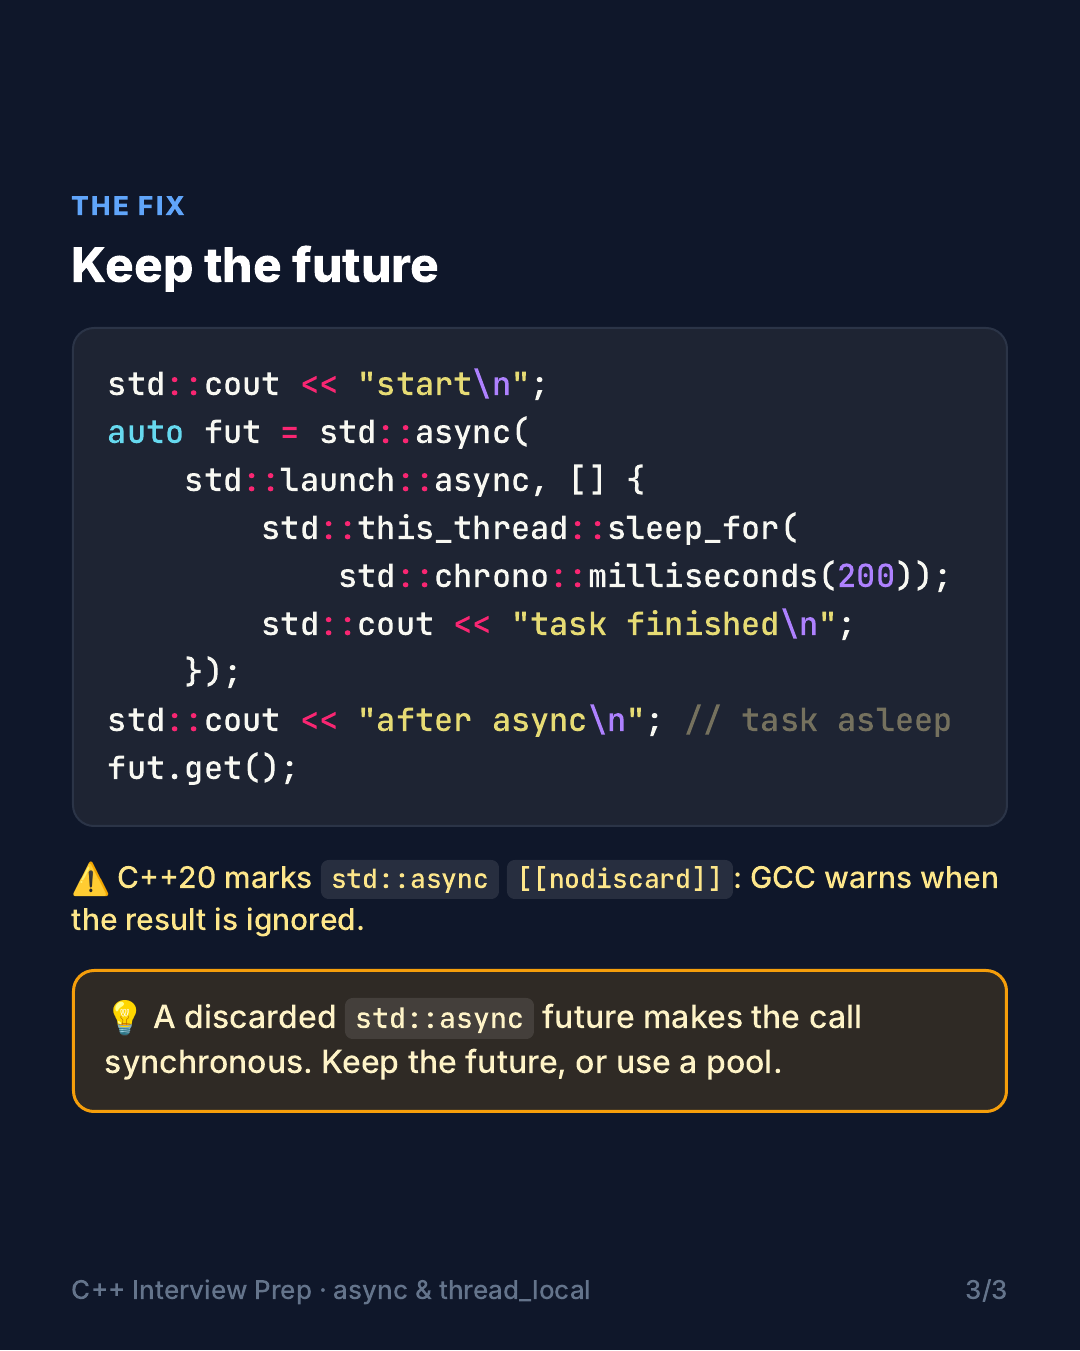 THE FIX
Keep the future
std::cout << "start\n";
auto fut = std::async(
    std::launch::async, [] {
        std::this_thread::sleep_for(
            std::chrono::milliseconds(200));
        std::cout << "task finished\n";
    });
std::cout << "after async\n"; // task asleep
fut.get();
⚠️ C++20 marks std::async [[nodiscard]]: GCC warns when
the result is ignored.
💡 A discarded std::async future makes the call
synchronous. Keep the future, or use a pool.
C++ Interview Prep · async & thread_local
3/3